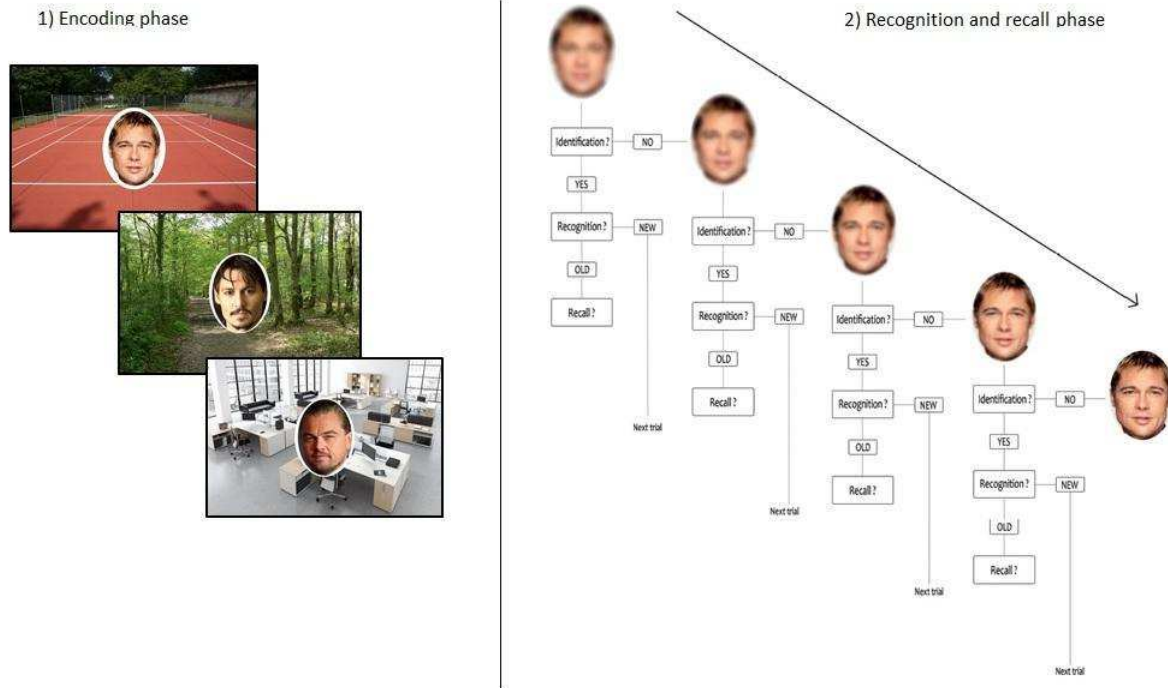 1) Encoding phase
2) Recognition and recall phase
Identification ?
NO
YES
Recognition ?
NEW
OLD
Recall ?
Next trial
Identification ?
NO
YES
Recognition ?
NEW
OLD
Recall ?
Next trial
Identification ?
NO
YES
Recognition ?
NEW
OLD
Recall ?
Next trial
Identification ?
NO
YES
Recognition ?
NEW
OLD
Recall ?
Next trial